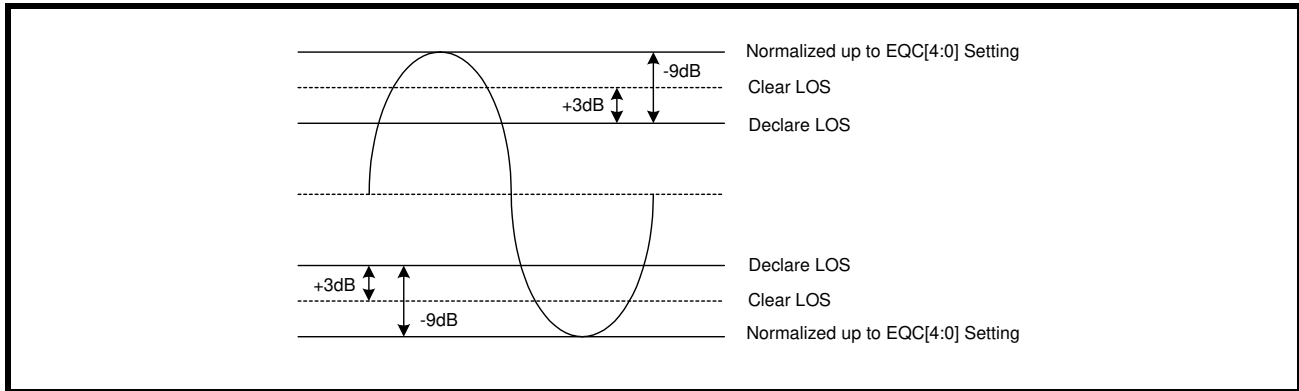 Normalized up to EQC[4:0] Setting
-9dB
Clear LOS
+3dB
Declare LOS
Declare LOS
+3dB
Clear LOS
-9dB
Normalized up to EQC[4:0] Setting